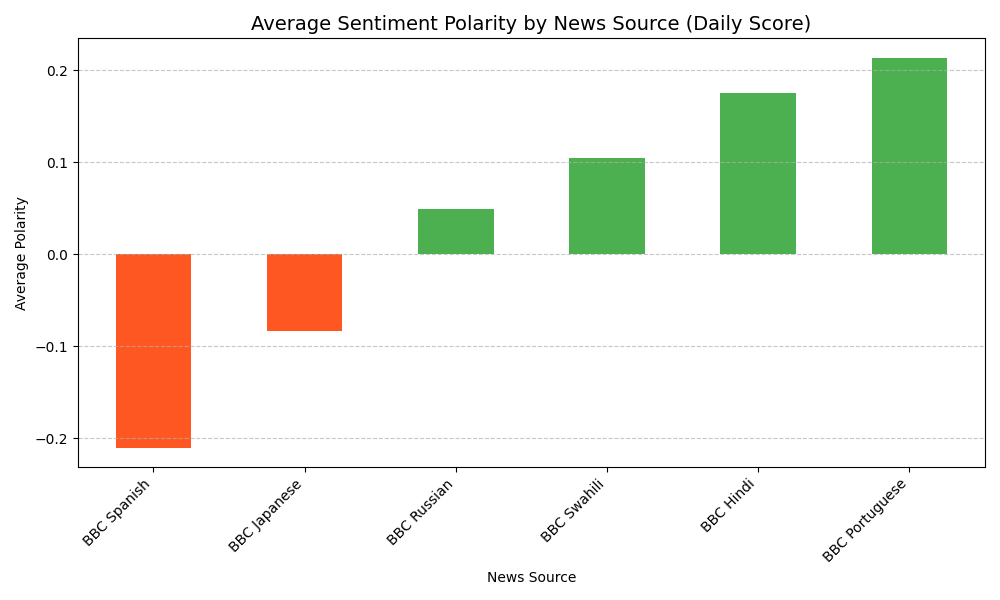 Average Sentiment Polarity by News Source (Daily Score)
Average Polarity
0.2
0.1
0.0
−0.1
−0.2
BBC Spanish
BBC Japanese
BBC Russian
BBC Swahili
BBC Hindi
BBC Portuguese
News Source